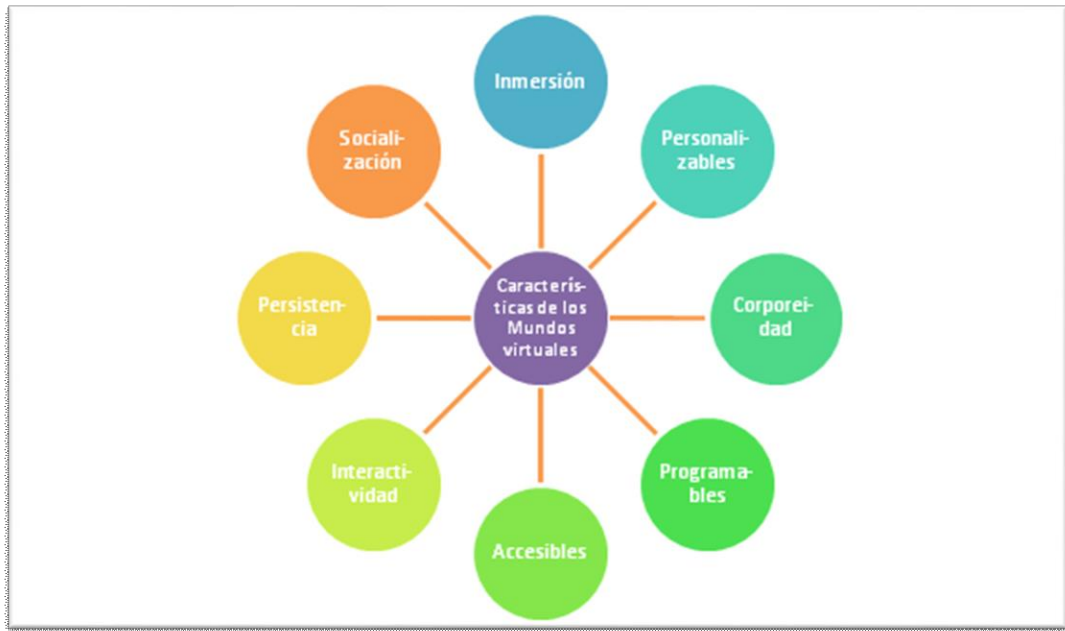 Inmersión
Personali-
zables
Corporei-
dad
Programa-
bles
Accesibles
Interacti-
vidad
Persisten-
cia
Sociali-
zación
Caracterís-
ticas de los
Mundos
virtuales